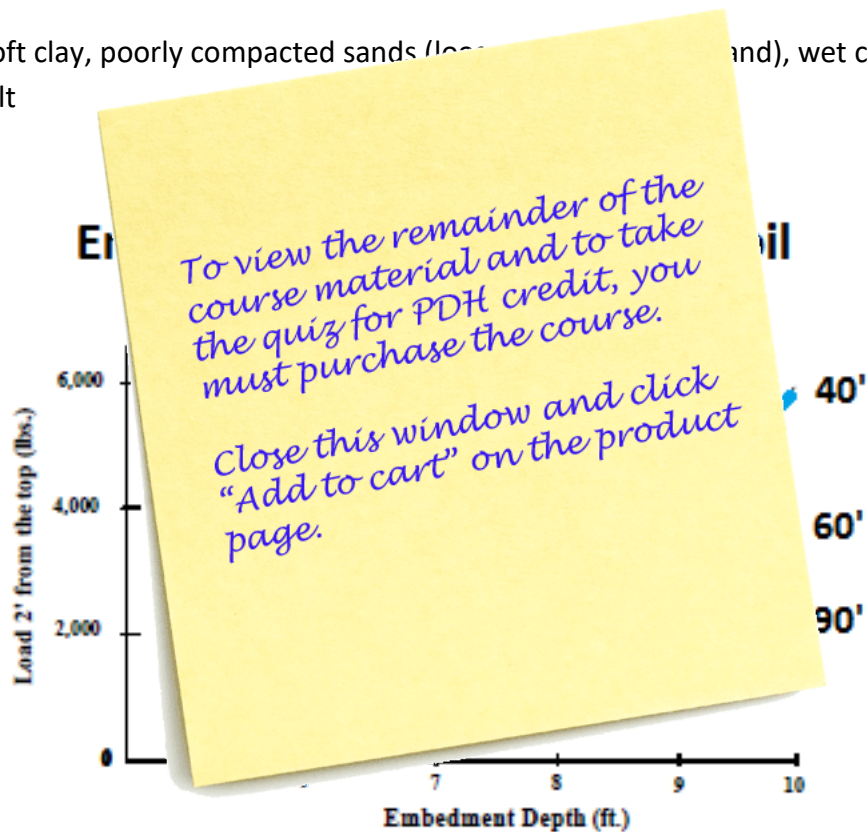 oft clay, poorly compacted sands and), wet c
lt
To view the remainder of the
course material and to take
the quiz for PDH credit, you
must purchase the course.
Close this window and click
“Add to cart” on the product
page.
6,000
40'
4,000
60'
2,000
90'
0
7 8 9 10
Load 2' from the top (lbs.)
Embedment Depth (ft.)